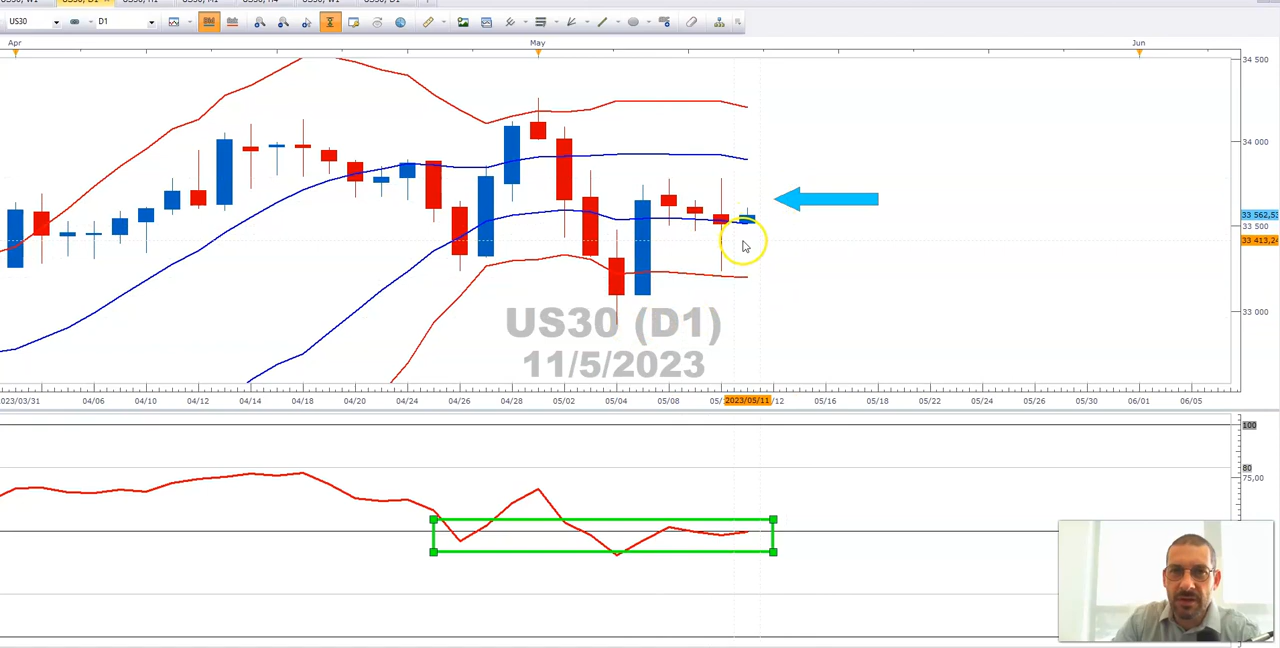 US30
D1
Apr
May
Jun
34 500
34 000
33 562,5
33 500
33 413,24
33 000
US30 (D1)
11/5/2023
2023/03/31 04/06 04/10 04/12 04/14 04/18 04/20 04/24 04/26 04/28 05/02 05/04 05/08 2023/05/11 /12 05/16 05/18 05/22 05/24 05/26 06/01 06/05
100
80
75,00